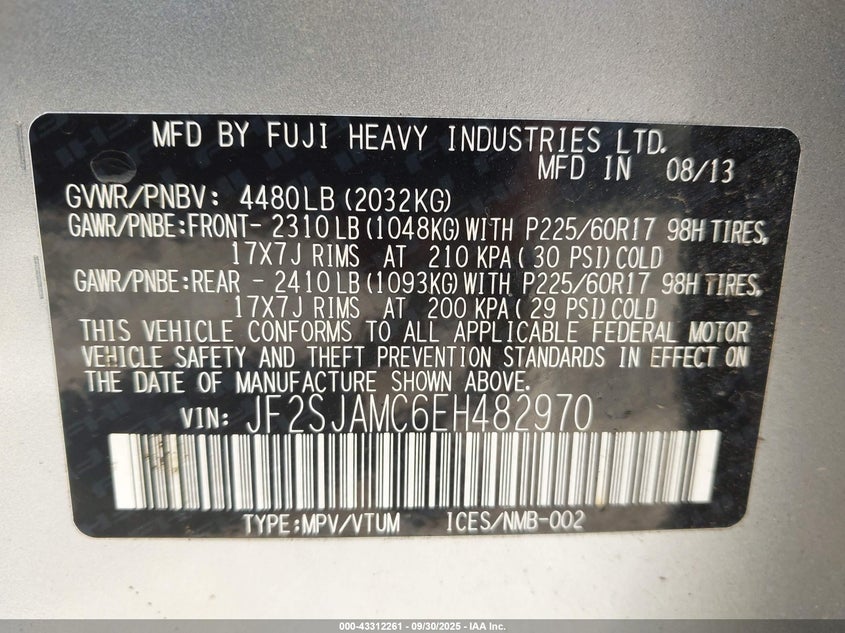 MFD BY FUJI HEAVY INDUSTRIES LTD.
MFD IN 08/13
GVWR/PNBV: 4480LB (2032KG)
GAWR/PNBE:FRONT- 2310LB (1048KG) WITH P225/60R17 98H TIRES,
17X7J RIMS AT 210 KPA( 30 PSI) COLD
GAWR/PNBE:REAR - 2410LB (1093KG) WITH P225/60R17 98H TIRES,
17X7J RIMS AT 200 KPA( 29 PSI) COLD
THIS VEHICLE CONFORMS TO ALL APPLICABLE FEDERAL MOTOR
VEHICLE SAFETY AND THEFT PREVENTION STANDARDS IN EFFECT ON
THE DATE OF MANUFACTURE SHOWN ABOVE.
VIN: JF2SJAMC6EH482970
TYPE:MPV/VTUM ICES/NMB-002
000-43312261 - 09/30/2025 - IAA Inc.